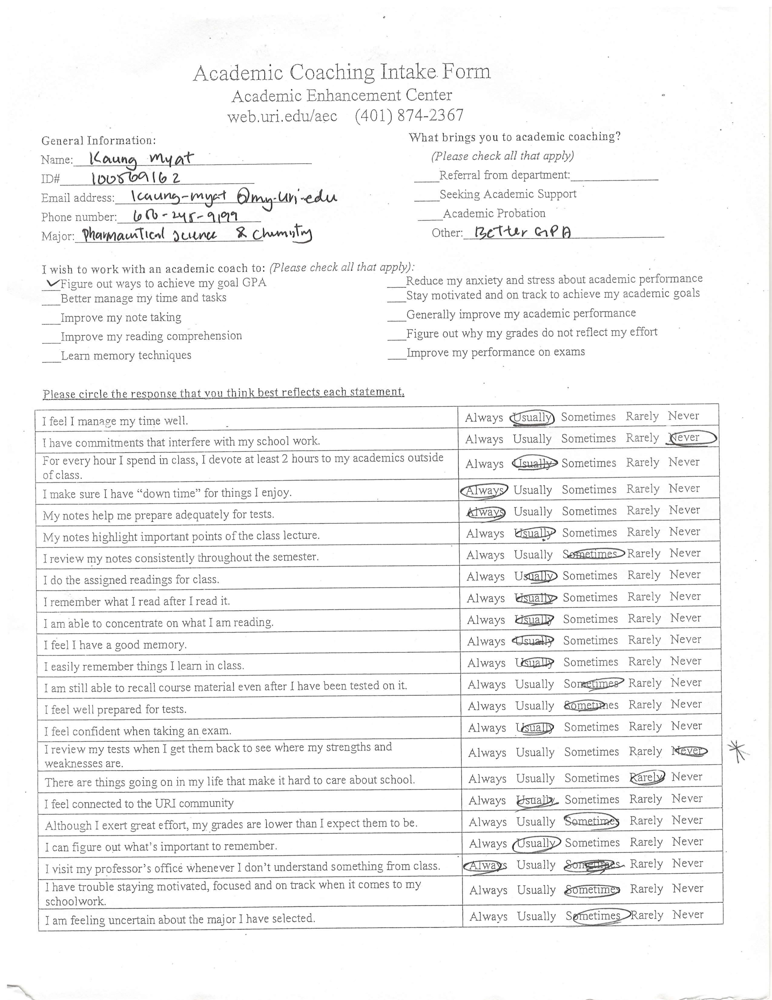 Academic Coaching Intake Form
Academic Enhancement Center
web.uri.edu/aec (401) 874-2367
General Information:
Name: Kaung Myat
ID# 100569162
Email address: kaung-myat @my.uri.edu
Phone number:
Major: Pharmaceutical Science & Chemistry
What brings you to academic coaching?
(Please check all that apply)
Referral from department:
Seeking Academic Support
Academic Probation
Other: Better GPA
I wish to work with an academic coach to: (Please check all that apply):
✓ Figure out ways to achieve my goal GPA
Better manage my time and tasks
Improve my note taking
Improve my reading comprehension
Learn memory techniques
Reduce my anxiety and stress about academic performance
Stay motivated and on track to achieve my academic goals
Generally improve my academic performance
Figure out why my grades do not reflect my effort
Improve my performance on exams
Please circle the response that you think best reflects each statement.
I feel I manage my time well. Always Usually Sometimes Rarely Never
I have commitments that interfere with my school work. Always Usually Sometimes Rarely Never
For every hour I spend in class, I devote at least 2 hours to my academics outside
of class. Always Usually Sometimes Rarely Never
I make sure I have “down time” for things I enjoy. Always Usually Sometimes Rarely Never
My notes help me prepare adequately for tests. Always Usually Sometimes Rarely Never
My notes highlight important points of the class lecture. Always Usually Sometimes Rarely Never
I review my notes consistently throughout the semester. Always Usually Sometimes Rarely Never
I do the assigned readings for class. Always Usually Sometimes Rarely Never
I remember what I read after I read it. Always Usually Sometimes Rarely Never
I am able to concentrate on what I am reading. Always Usually Sometimes Rarely Never
I feel I have a good memory. Always Usually Sometimes Rarely Never
I easily remember things I learn in class. Always Usually Sometimes Rarely Never
I am still able to recall course material even after I have been tested on it. Always Usually Sometimes Rarely Never
I feel well prepared for tests. Always Usually Sometimes Rarely Never
I feel confident when taking an exam. Always Usually Sometimes Rarely Never
I review my tests when I get them back to see where my strengths and
weaknesses are. Always Usually Sometimes Rarely Never *
There are things going on in my life that make it hard to care about school. Always Usually Sometimes Rarely Never
I feel connected to the URI community Always Usually Sometimes Rarely Never
Although I exert great effort, my grades are lower than I expect them to be. Always Usually Sometimes Rarely Never
I can figure out what's important to remember. Always Usually Sometimes Rarely Never
I visit my professor's office whenever I don't understand something from class. Always Usually Sometimes Rarely Never
I have trouble staying motivated, focused and on track when it comes to my
schoolwork. Always Usually Sometimes Rarely Never
I am feeling uncertain about the major I have selected. Always Usually Sometimes Rarely Never